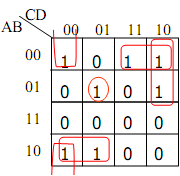 CD
AB
00 01 11 10
00 1 0 1 1
01 0 1 0 1
11 0 0 0 0
10 1 1 0 0